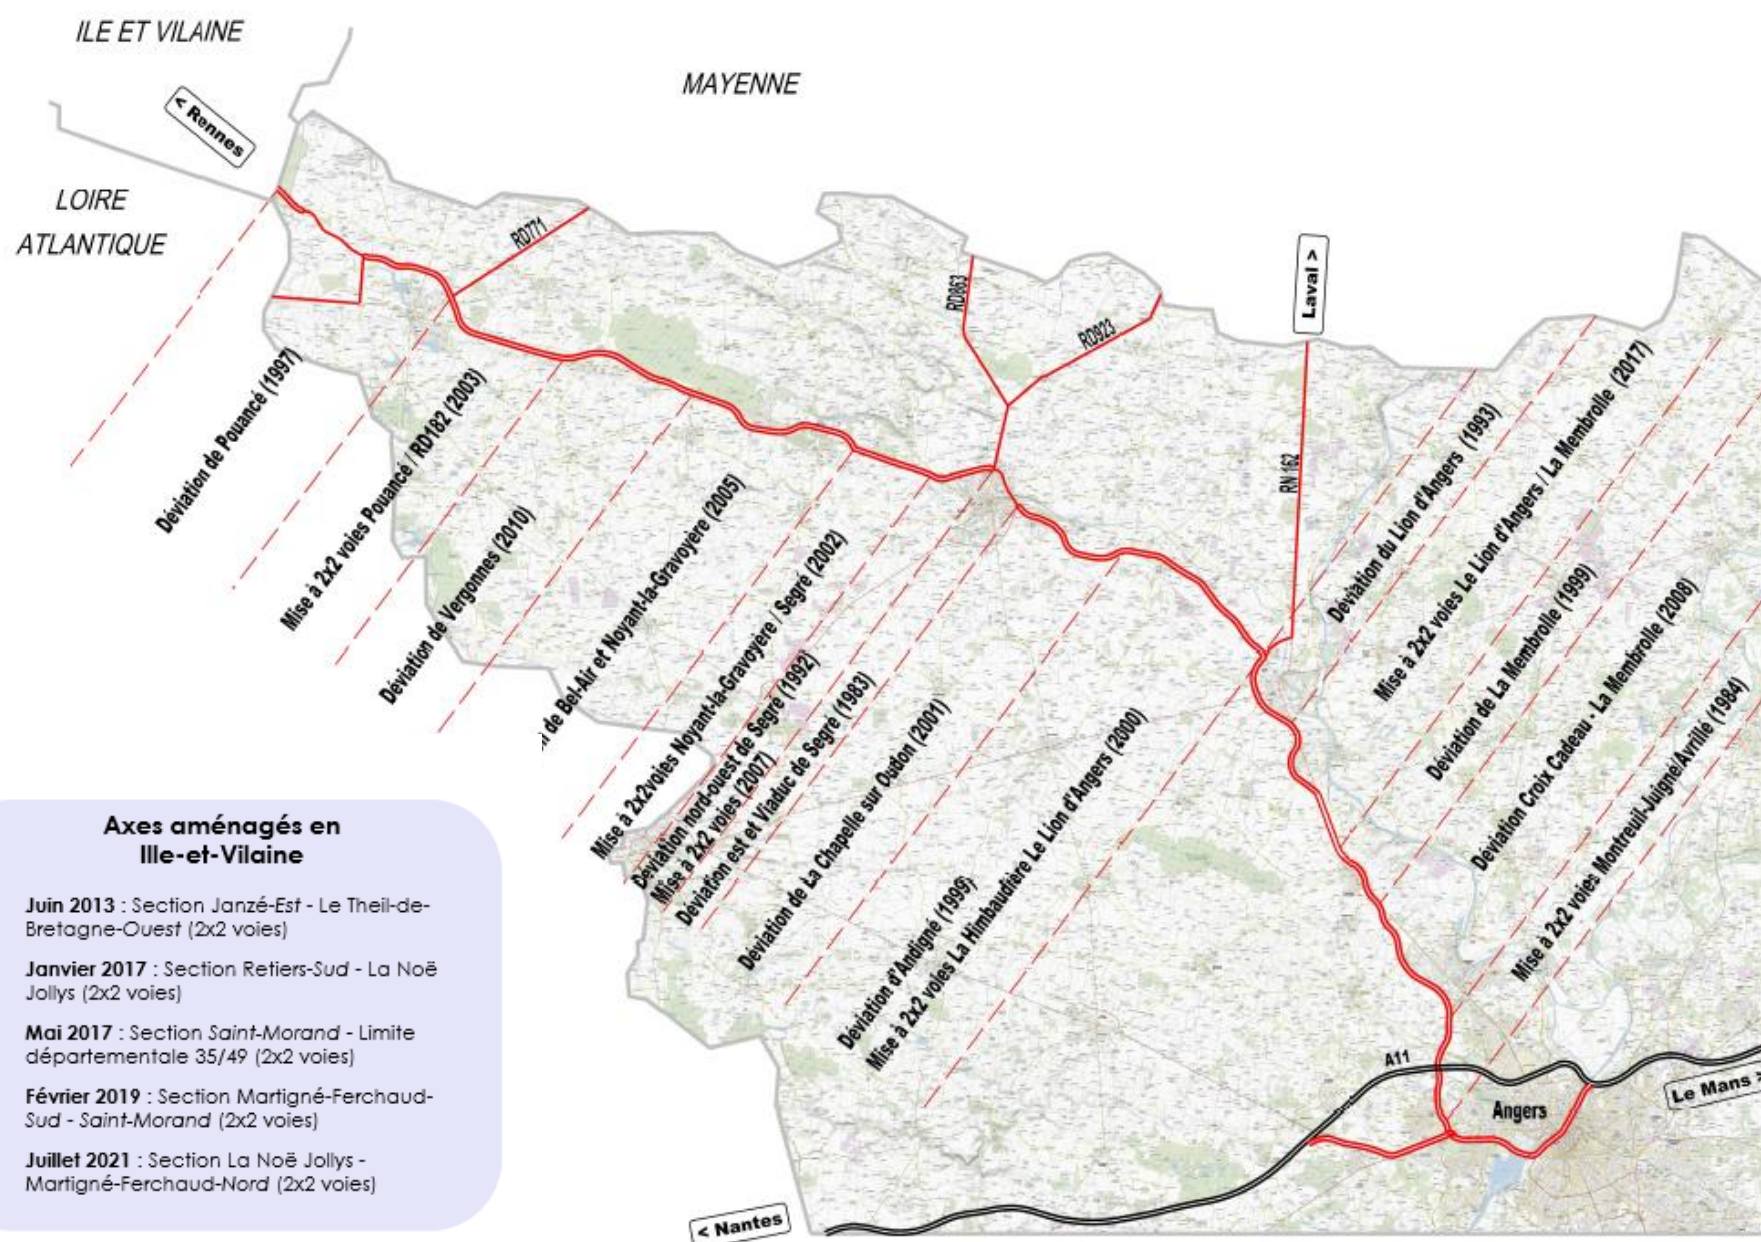 ILE ET VILAINE
MAYENNE
< Rennes
LOIRE
ATLANTIQUE
RD771
RD863
RD923
Laval >
RN 162
Déviation de Pouancé (1997)
Mise à 2x2 voies Pouancé / RD182 (2003)
Déviation de Vergonnes (2010)
de Bel-Air et Noyant-la-Gravoyère (2005)
Mise à 2x2voies Noyant-la-Gravoyère / Segré (2002)
Déviation nord-ouest de Segré (1992)
Mise à 2x2 voies (2007)
Déviation est et Viaduc de Segré (1983)
Déviation de La Chapelle sur Oudon (2001)
Déviation d'Andigné (1999)
Mise à 2x2 voies La Himbaudière Le Lion d'Angers (2000)
Déviation du Lion d'Angers (1993)
Mise à 2x2 voies Le Lion d'Angers / La Membrolle (2017)
Déviation de La Membrolle (1999)
Déviation Croix Cadeau - La Membrolle (2008)
Mise à 2x2 voies Montreuil-Juigné/Avrillé (1984)
A11
Angers
Le Mans >
< Nantes
Axes aménagés en
Ille-et-Vilaine
Juin 2013 : Section Janzé-Est - Le Theil-de-
Bretagne-Ouest (2x2 voies)
Janvier 2017 : Section Retiers-Sud - La Noë
Jollys (2x2 voies)
Mai 2017 : Section Saint-Morand - Limite
départementale 35/49 (2x2 voies)
Février 2019 : Section Martigné-Ferchaud-
Sud - Saint-Morand (2x2 voies)
Juillet 2021 : Section La Noë Jollys -
Martigné-Ferchaud-Nord (2x2 voies)